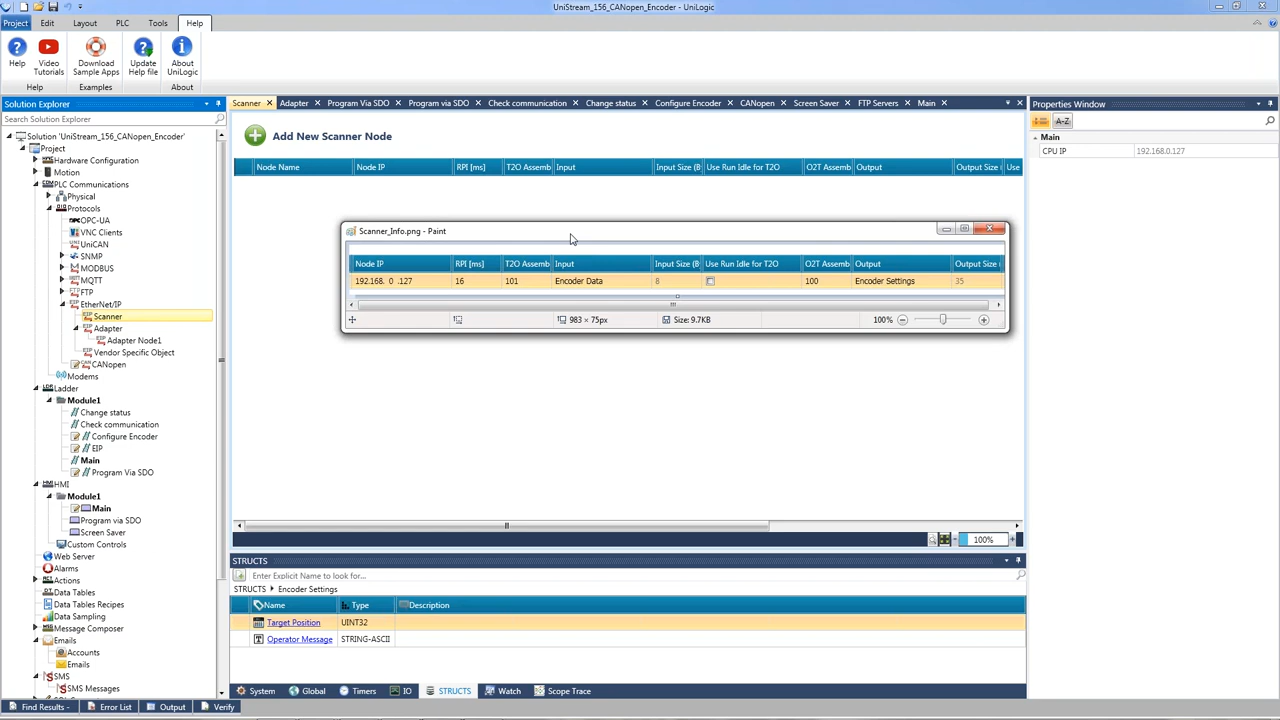 UniStream_156_CANopen_Encoder - UniLogic
Project Edit Layout PLC Tools Help
Help Video Tutorials Download Sample Apps Update Help file About UniLogic
Help Examples About
Solution Explorer
Search Solution Explorer
Solution 'UniStream_156_CANopen_Encoder'
Project
Hardware Configuration
Motion
PLC Communications
Physical
Protocols
OPC-UA
VNC Clients
UniCAN
SNMP
MODBUS
MQTT
FTP
EtherNet/IP
Scanner
Adapter
Adapter Node1
Vendor Specific Object
CANopen
Modems
Ladder
Module1
Change status
Check communication
Configure Encoder
EIP
Main
Program Via SDO
HMI
Module1
Main
Program via SDO
Screen Saver
Custom Controls
Web Server
Alarms
Actions
Data Tables
Data Tables Recipes
Data Sampling
Message Composer
Emails
Accounts
Emails
SMS
SMS Messages
Scanner Adapter Program Via SDO Program via SDO Check communication Change status Configure Encoder CANopen Screen Saver FTP Servers Main
Add New Scanner Node
Node Name Node IP RPI [ms] T2O Assemb Input Input Size (B Use Run Idle for T2O O2T Assemb Output Output Size Use
Scanner_Info.png - Paint
Node IP RPI [ms] T2O Assemb Input Input Size (B Use Run Idle for T2O O2T Assemb Output Output Size
192.168. 0 .127 16 101 Encoder Data 8 100 Encoder Settings 35
983 × 75px Size: 9.7KB 100%
100%
STRUCTS
Enter Explicit Name to look for...
STRUCTS Encoder Settings
Name Type Description
Target Position UINT32
Operator Message STRING-ASCII
System Global Timers IO STRUCTS Watch Scope Trace
Properties Window
A-Z
Main
CPU IP 192.168.0.127
Find Results - Error List Output Verify